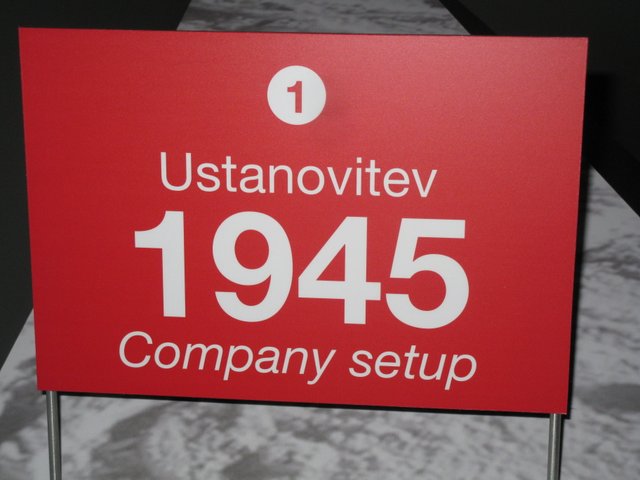 1
Ustanovitev
1945
Company setup